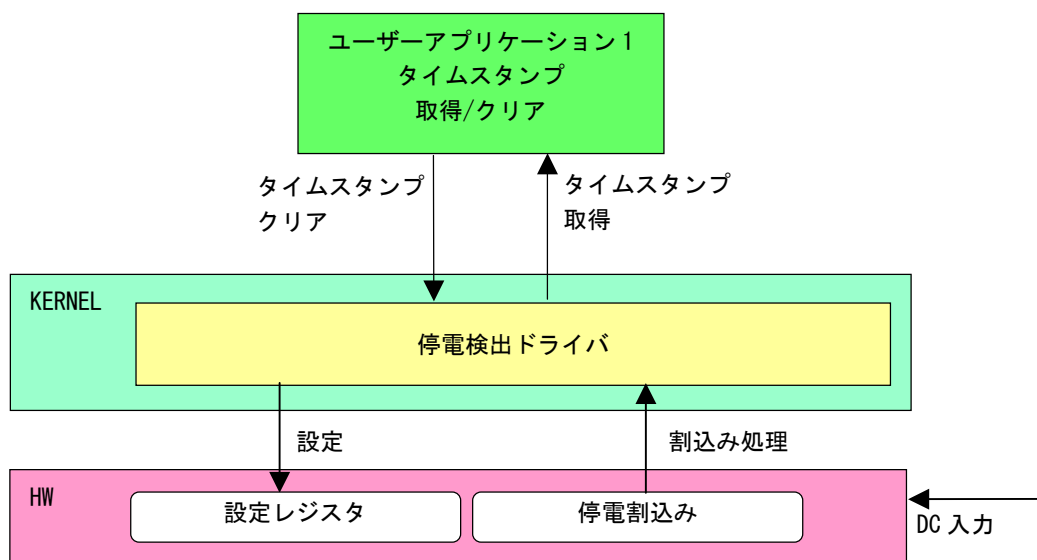 ユーザーアプリケーション1
タイムスタンプ
取得/クリア
タイムスタンプ
クリア
タイムスタンプ
取得
KERNEL
停電検出ドライバ
設定
割込み処理
HW
設定レジスタ
停電割込み
DC 入力